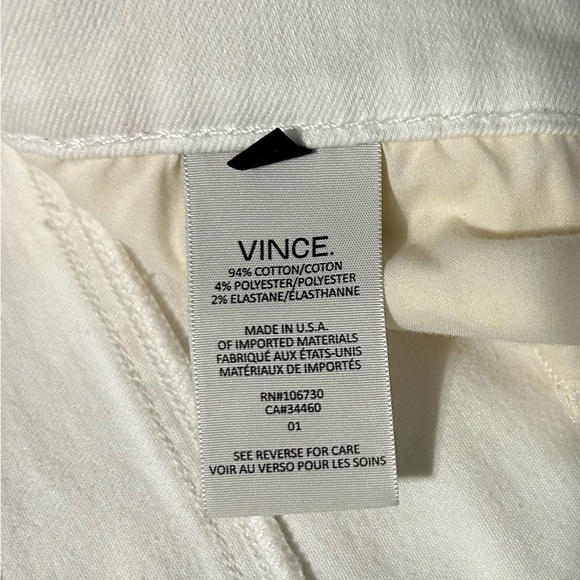 VINCE.
94% COTTON/COTON
4% POLYESTER/POLYESTER
2% ELASTANE/ÉLASTHANNE
MADE IN U.S.A.
OF IMPORTED MATERIALS
FABRIQUÉ AUX ÉTATS-UNIS
MATÉRIAUX DE IMPORTÉS
RN#106730
CA#34460
01
SEE REVERSE FOR CARE
VOIR AU VERSO POUR LES SOINS